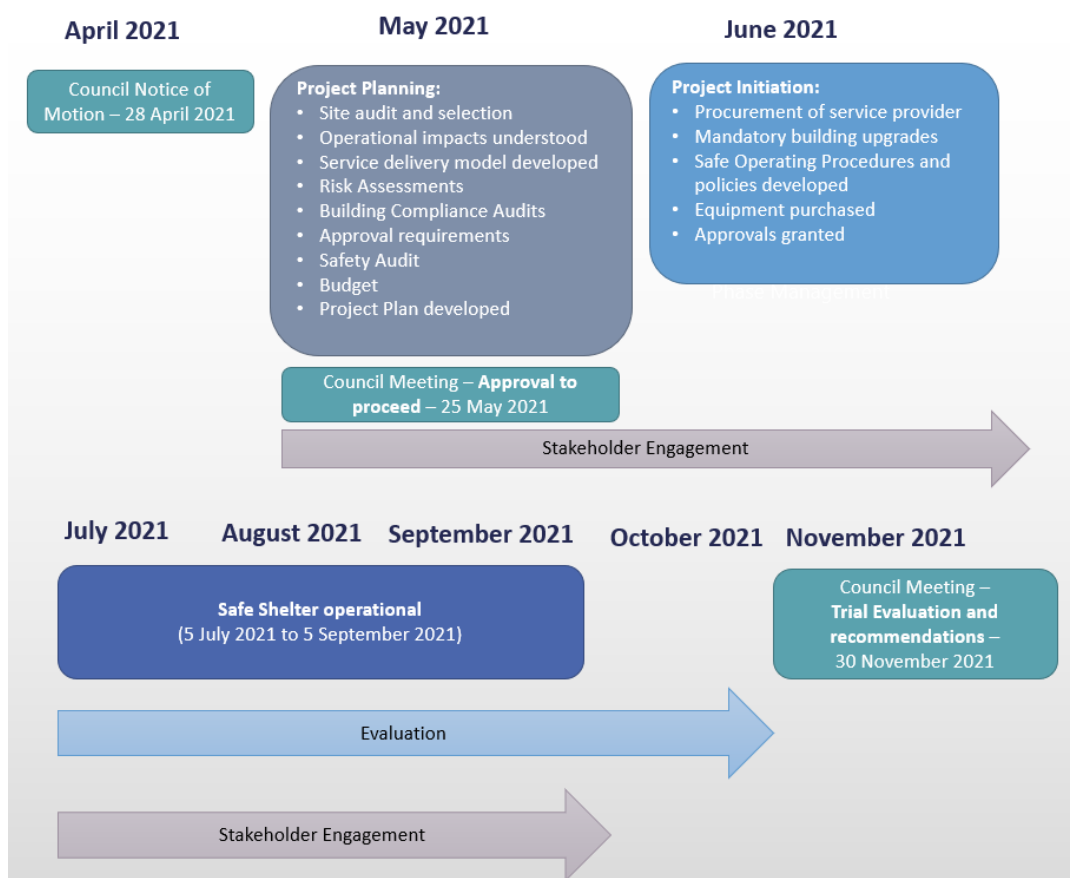 April 2021
May 2021
June 2021
Council Notice of
Motion – 28 April 2021
Project Planning:
• Site audit and selection
• Operational impacts understood
• Service delivery model developed
• Risk Assessments
• Building Compliance Audits
• Approval requirements
• Safety Audit
• Budget
• Project Plan developed
Project Initiation:
• Procurement of service provider
• Mandatory building upgrades
• Safe Operating Procedures and
policies developed
• Equipment purchased
• Approvals granted
Phase Management
Council Meeting – Approval to
proceed – 25 May 2021
Stakeholder Engagement
July 2021
August 2021
September 2021
October 2021
November 2021
Safe Shelter operational
(5 July 2021 to 5 September 2021)
Council Meeting –
Trial Evaluation and
recommendations –
30 November 2021
Evaluation
Stakeholder Engagement